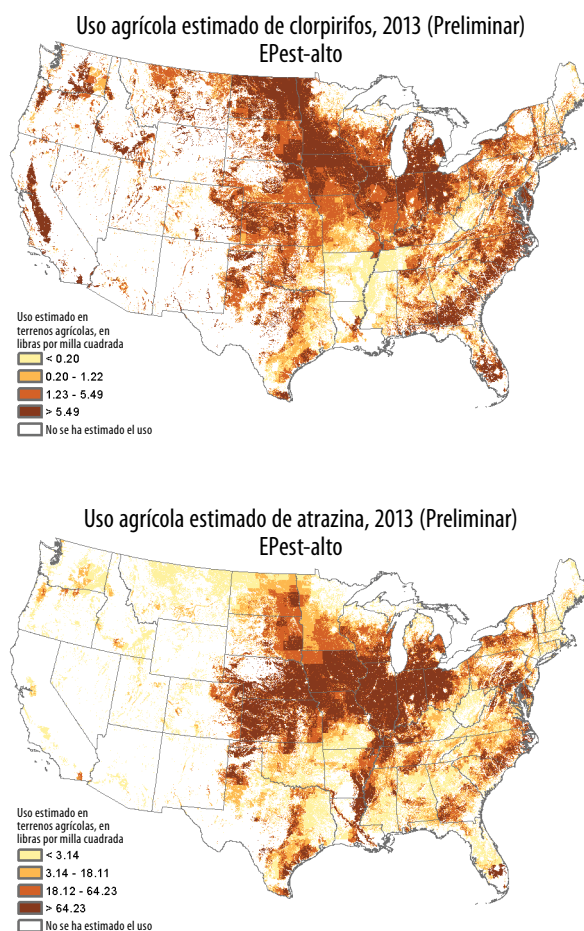 Uso agrícola estimado de clorpirifos, 2013 (Preliminar)
EPest-alto
Uso estimado en
terrenos agrícolas, en
libras por milla cuadrada
< 0.20
0.20 - 1.22
1.23 - 5.49
> 5.49
No se ha estimado el uso
Uso agrícola estimado de atrazina, 2013 (Preliminar)
EPest-alto
Uso estimado en
terrenos agrícolas, en
libras por milla cuadrada
< 3.14
3.14 - 18.11
18.12 - 64.23
> 64.23
No se ha estimado el uso